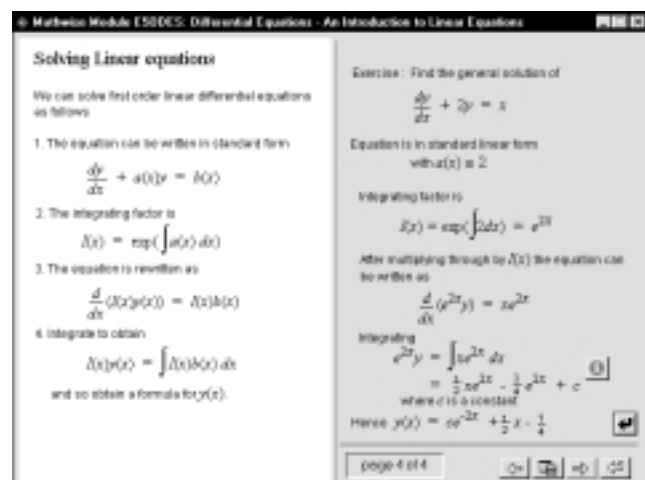 Mathwise Module ESODES: Differential Equations - An Introduction to Linear Equations
Solving Linear equations
We can solve first order linear differential equations
as follows
1. The equation can be written in standard form
dy/dx + a(x)y = b(x)
2. The integrating factor is
I(x) = exp(∫a(x) dx)
3. The equation is rewritten as
d/dx (I(x)y(x)) = I(x)b(x)
4. Integrate to obtain
I(x)y(x) = ∫I(x)b(x) dx
and so obtain a formula for y(x).
Exercise : Find the general solution of
dy/dx + 2y = x
Equation is in standard linear form
with a(x) ≡ 2
Integrating factor is
I(x) = exp(∫2dx) = e^{2x}
After multiplying through by I(x) the equation can
be written as
d/dx (e^{2x}y) = xe^{2x}
Integrating
e^{2x}y = ∫xe^{2x} dx
= 1/2 xe^{2x} - 1/4 e^{2x} + c
where c is a constant
Hence y(x) = ce^{-2x} + 1/2 x - 1/4
page 4 of 4